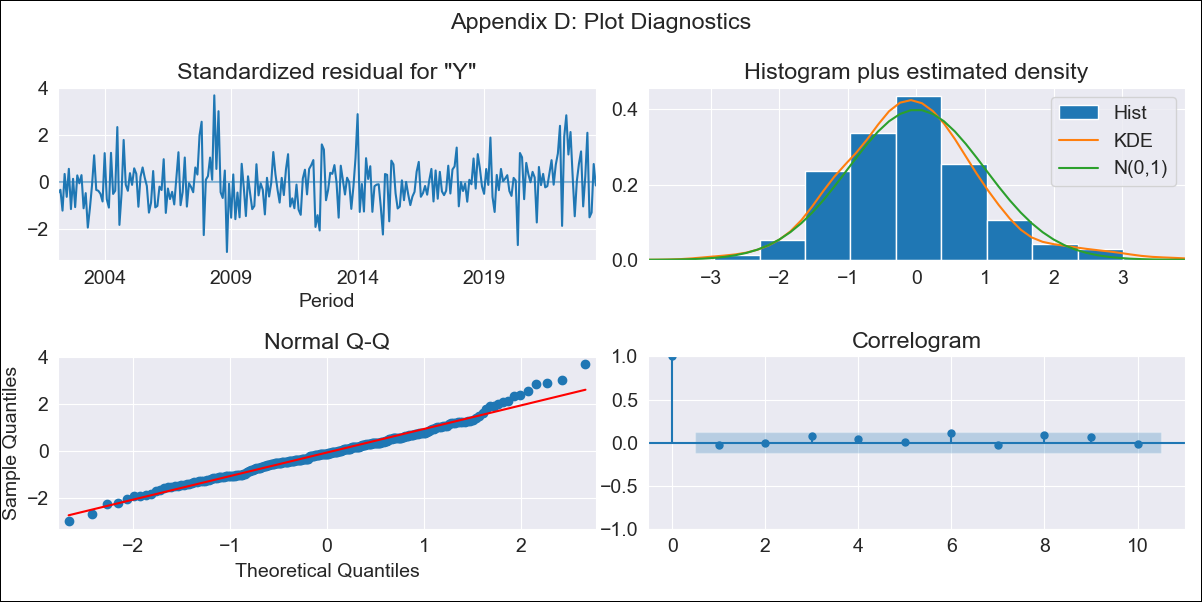 Appendix D: Plot Diagnostics
Standardized residual for "Y"
4
2
0
−2
2004 2009 2014 2019
Period
Histogram plus estimated density
0.4
0.2
0.0
−3 −2 −1 0 1 2 3
Hist
KDE
N(0,1)
Normal Q-Q
Sample Quantiles
4
2
0
−2
−2 −1 0 1 2
Theoretical Quantiles
Correlogram
1.0
0.5
0.0
−0.5
−1.0
0 2 4 6 8 10